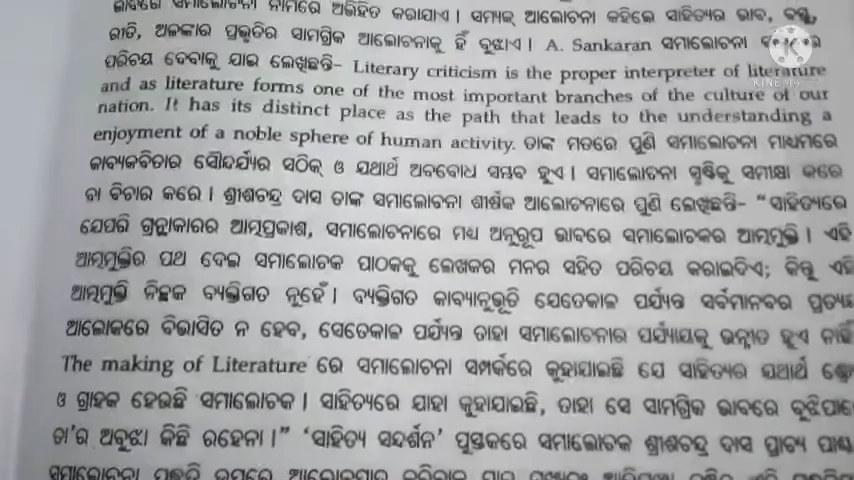 ଭାବରେ ସମାଲୋଚନା ନାମରେ ଅଭିହିତ କରାଯାଏ । ସମ୍ୟକ୍ ଆଲୋଚନା କହିଲେ ସାହିତ୍ୟର ଭାବ, ବସ୍ତୁ,
ରୀତି, ଅଳଙ୍କାର ପ୍ରଭୃତିର ସାମଗ୍ରିକ ଆଲୋଚନାକୁ ହିଁ ବୁଝାଏ । A. Sankaran ସମାଲୋଚନା
ପରିଚୟ ଦେବାକୁ ଯାଇ ଲେଖିଛନ୍ତି- Literary criticism is the proper interpreter of literature
and as literature forms one of the most important branches of the culture of our
nation. It has its distinct place as the path that leads to the understanding a
enjoyment of a noble sphere of human activity. ତାଙ୍କ ମତରେ ପୁଣି ସମାଲୋଚନା ମାଧ୍ୟମରେ
କାବ୍ୟକବିତାର ସୌନ୍ଦର୍ଯ୍ୟର ସଠିକ୍ ଓ ଯଥାର୍ଥ ଅବବୋଧ ସମ୍ଭବ ହୁଏ । ସମାଲୋଚନା ସୃଷ୍ଟିକୁ ସମୀକ୍ଷା କରେ
ବା ବିଚାର କରେ । ଶ୍ରୀଶଚନ୍ଦ୍ର ଦାସ ତାଙ୍କ ସମାଲୋଚନା ଶୀର୍ଷକ ଆଲୋଚନାରେ ପୁଣି ଲେଖିଛନ୍ତି- “ସାହିତ୍ୟରେ
ଯେପରି ଗ୍ରନ୍ଥାକାରର ଆତ୍ମପ୍ରକାଶ, ସମାଲୋଚନାରେ ମଧ୍ୟ ଅନୁରୂପ ଭାବରେ ସମାଲୋଚକର ଆତ୍ମମୁକ୍ତି । ଏହି
ଆତ୍ମମୁକ୍ତିର ପଥ ଦେଇ ସମାଲୋଚକ ପାଠକକୁ ଲେଖକର ମନର ସହିତ ପରିଚୟ କରାଇଦିଏ; କିନ୍ତୁ ଏହି
ଆତ୍ମମୁକ୍ତି ନିଛକ ବ୍ୟକ୍ତିଗତ ନୁହେଁ । ବ୍ୟକ୍ତିଗତ କାବ୍ୟାନୁଭୂତି ଯେତେକାଳ ପର୍ଯ୍ୟନ୍ତ ସର୍ବମାନବର
ଆଲୋକରେ ବିଭାସିତ ନ ହେବ, ସେତେକାଳ ପର୍ଯ୍ୟନ୍ତ ତାହା ସମାଲୋଚନାର ପର୍ଯ୍ୟାୟକୁ ଉନ୍ନୀତ ହୁଏ ନାହିଁ
The making of Literature ରେ ସମାଲୋଚନା ସମ୍ପର୍କରେ କୁହାଯାଇଛି ଯେ ସାହିତ୍ୟର ଯଥାର୍ଥ
ଓ ଗ୍ରାହକ ହେଉଛି ସମାଲୋଚକ । ସାହିତ୍ୟରେ ଯାହା କୁହାଯାଇଛି, ତାହା ସେ ସାମଗ୍ରିକ ଭାବରେ ବୁଝିପାରେ
ତା’ର ଅବୁଝା କିଛି ରହେନା ।” ‘ସାହିତ୍ୟ ସନ୍ଦର୍ଶନ’ ପୁସ୍ତକରେ ସମାଲୋଚକ ଶ୍ରୀଶଚନ୍ଦ୍ର ଦାସ ପ୍ରାଚ୍ୟ